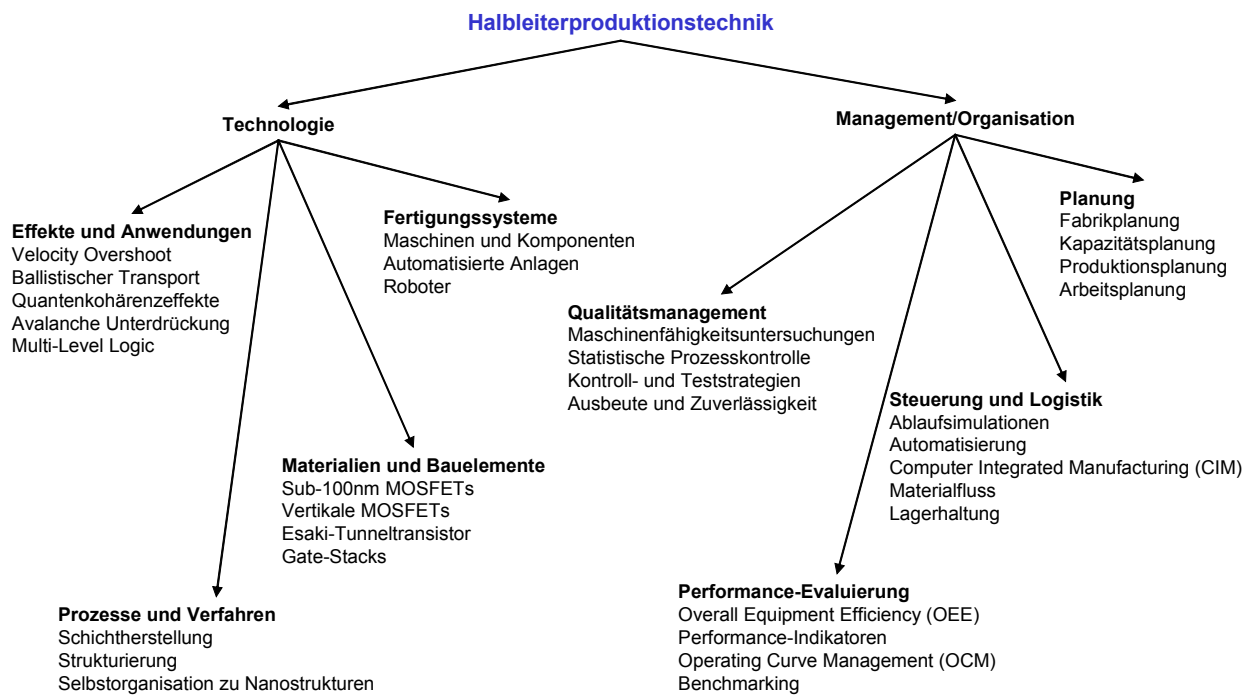 Halbleiterproduktionstechnik
Technologie
Management/Organisation
Effekte und Anwendungen
Velocity Overshoot
Ballistischer Transport
Quantenkohärenzeffekte
Avalanche Unterdrückung
Multi-Level Logic
Fertigungssysteme
Maschinen und Komponenten
Automatisierte Anlagen
Roboter
Materialien und Bauelemente
Sub-100nm MOSFETs
Vertikale MOSFETs
Esaki-Tunneltransistor
Gate-Stacks
Prozesse und Verfahren
Schichtherstellung
Strukturierung
Selbstorganisation zu Nanostrukturen
Planung
Fabrikplanung
Kapazitätsplanung
Produktionsplanung
Arbeitsplanung
Qualitätsmanagement
Maschinenfähigkeitsuntersuchungen
Statistische Prozesskontrolle
Kontroll- und Teststrategien
Ausbeute und Zuverlässigkeit
Steuerung und Logistik
Ablaufsimulationen
Automatisierung
Computer Integrated Manufacturing (CIM)
Materialfluss
Lagerhaltung
Performance-Evaluierung
Overall Equipment Efficiency (OEE)
Performance-Indikatoren
Operating Curve Management (OCM)
Benchmarking